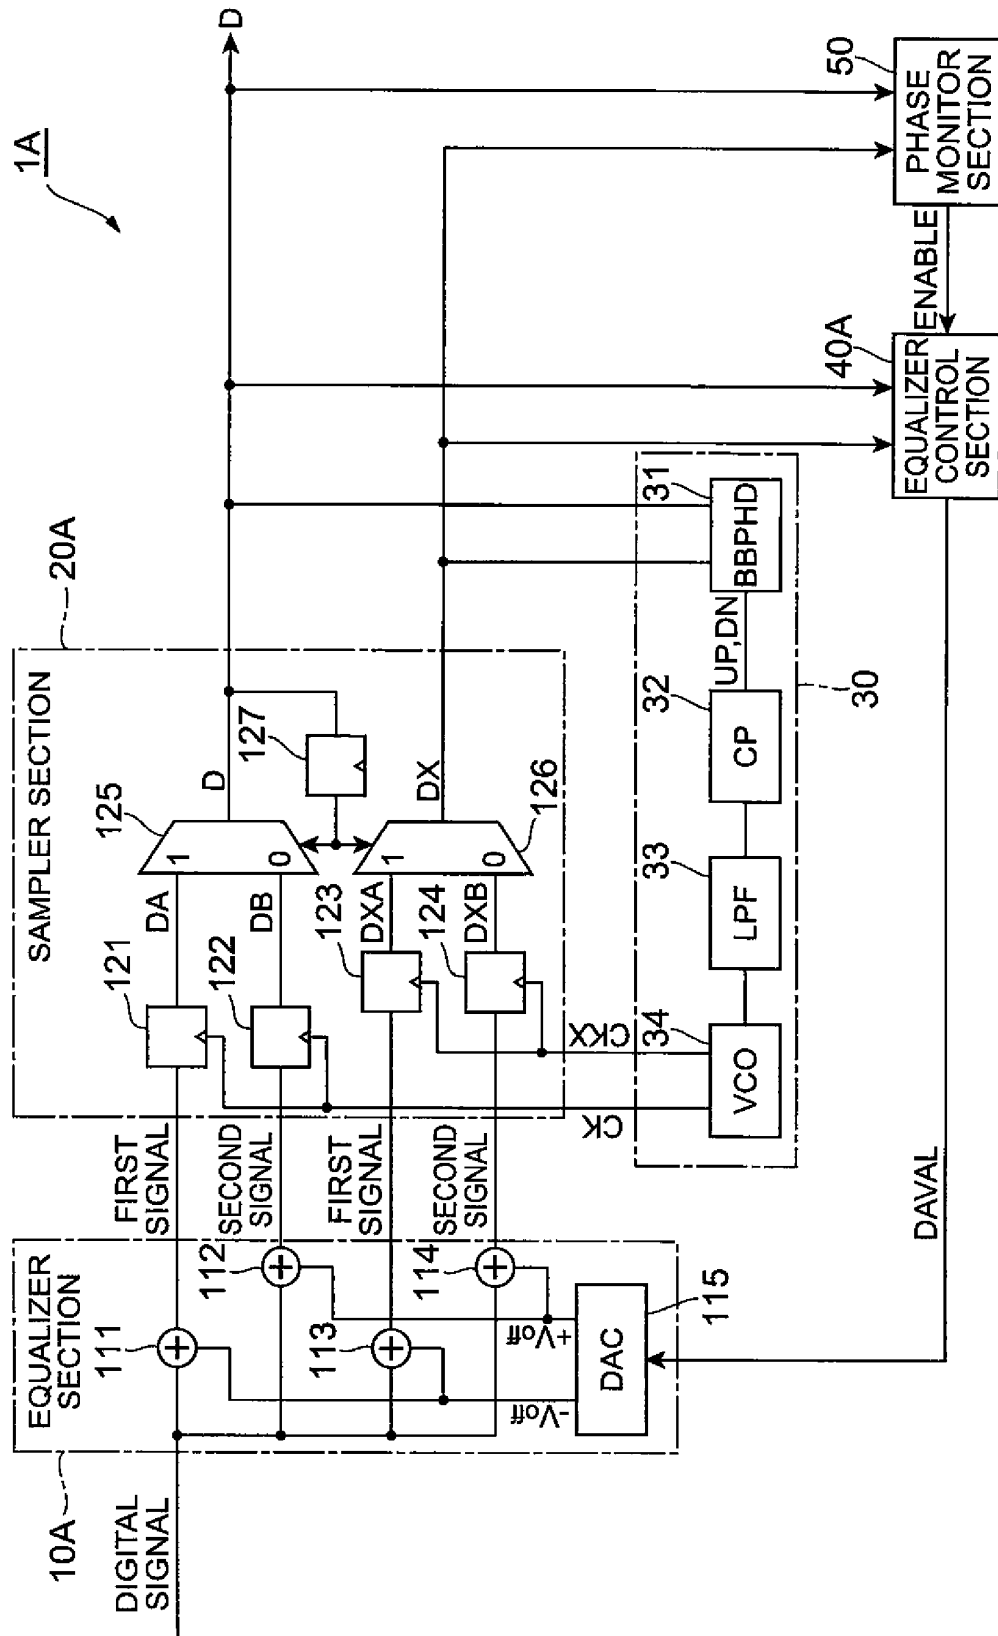 1A
DIGITAL
SIGNAL
10A
EQUALIZER
SECTION
111
112
113
114
-Voff
+Voff
DAC
115
FIRST
SIGNAL
SECOND
SIGNAL
FIRST
SIGNAL
SECOND
SIGNAL
SAMPLER SECTION
20A
121
122
123
124
DA
DB
DXA
DXB
125
1
0
126
1
0
127
D
DX
D
CK
CKX
VCO
34
LPF
33
CP
32
UP,DN
BBPHD
31
30
EQUALIZER
CONTROL
SECTION
40A
ENABLE
PHASE
MONITOR
SECTION
50
DAVAL